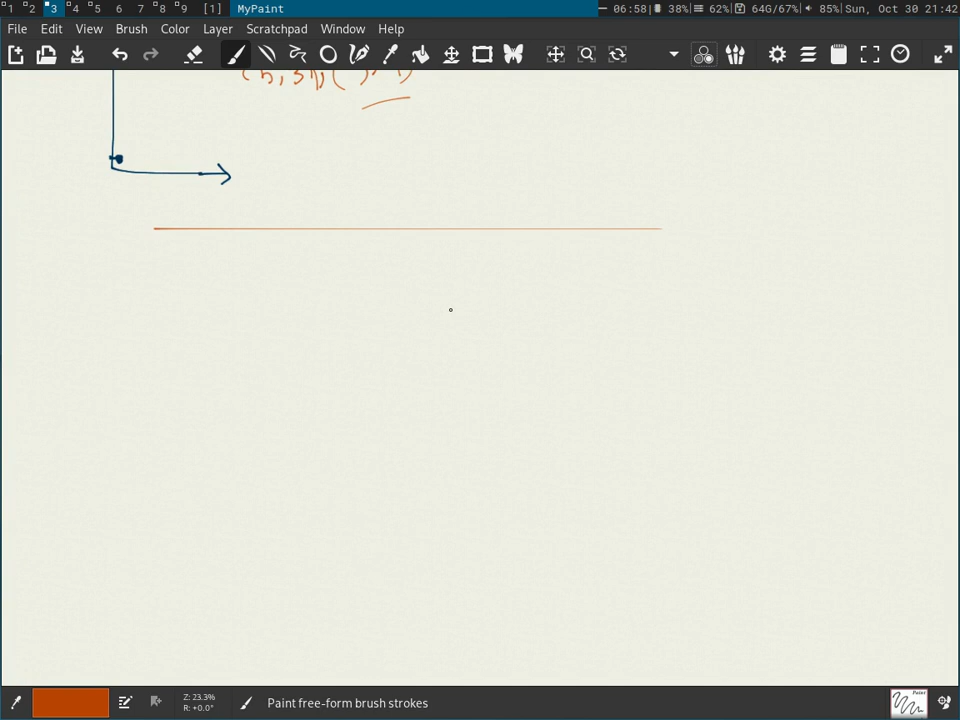 1 2 3 4 5 6 7 8 9 [1] MyPaint 06:58 38% 62% 64G/67% 85% Sun, Oct 30 21:42
File Edit View Brush Color Layer Scratchpad Window Help
Z: 23.3%
R: +0.0°
Paint free-form brush strokes